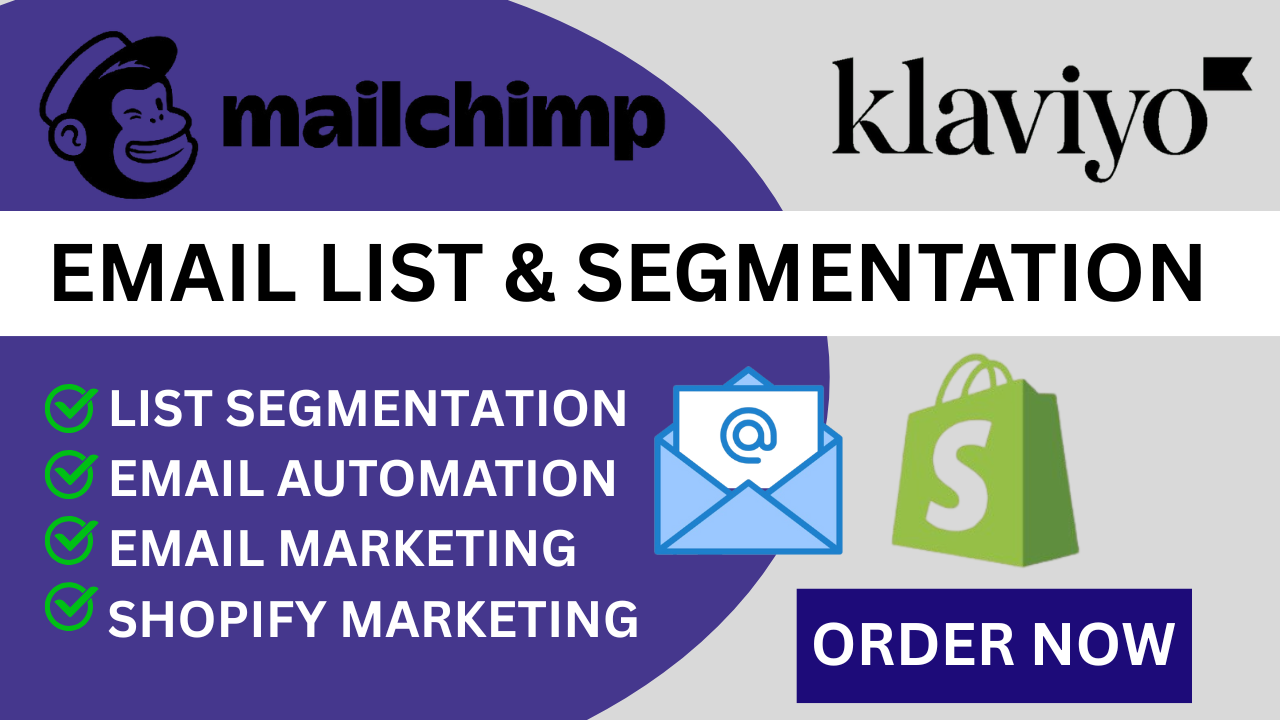 mailchimp
klaviyo
EMAIL LIST & SEGMENTATION
LIST SEGMENTATION
EMAIL AUTOMATION
EMAIL MARKETING
SHOPIFY MARKETING
@
S
ORDER NOW